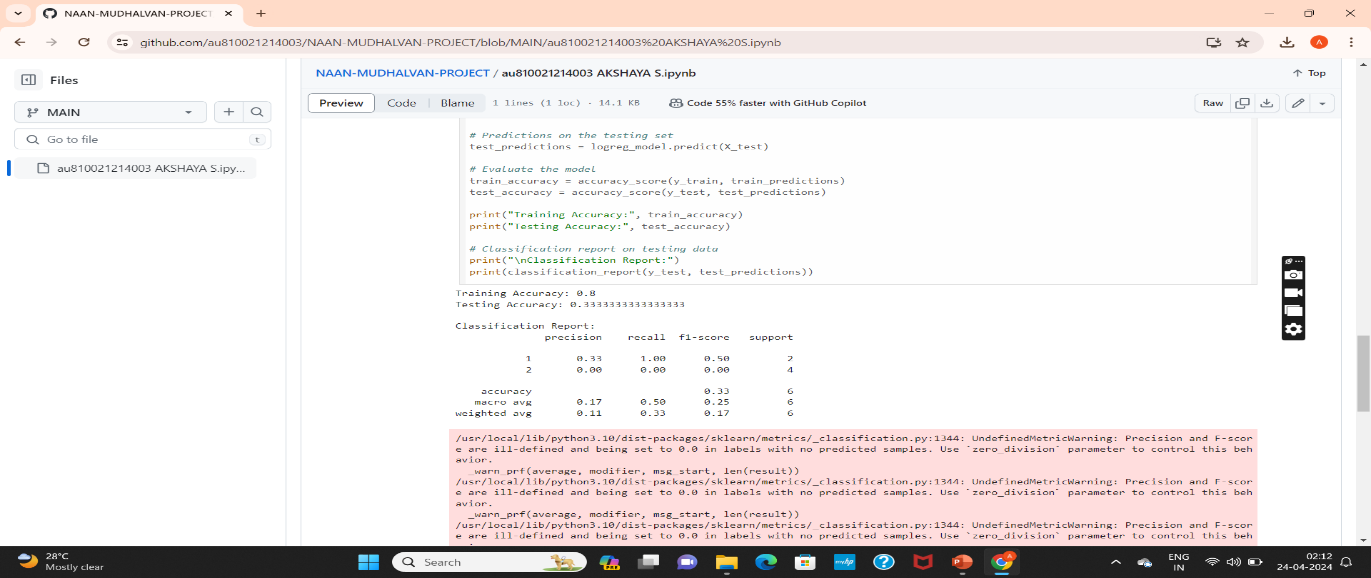 NAAN-MUDHALVAN-PROJECT
github.com/au810021214003/NAAN-MUDHALVAN-PROJECT/blob/MAIN/au810021214003%20AKSHAYA%20S.ipynb
A
Files
NAAN-MUDHALVAN-PROJECT / au810021214003 AKSHAYA S.ipynb
Top
MAIN
Preview Code Blame 1 lines (1 loc) · 14.1 KB Code 55% faster with GitHub Copilot
Raw
Go to file t
au810021214003 AKSHAYA S.ipy...
# Predictions on the testing set
test_predictions = logreg_model.predict(X_test)
# Evaluate the model
train_accuracy = accuracy_score(y_train, train_predictions)
test_accuracy = accuracy_score(y_test, test_predictions)
print("Training Accuracy:", train_accuracy)
print("Testing Accuracy:", test_accuracy)
# Classification report on testing data
print("\nClassification Report:")
print(classification_report(y_test, test_predictions))
Training Accuracy: 0.8
Testing Accuracy: 0.3333333333333333
Classification Report:
precision recall f1-score support
1 0.33 1.00 0.50 2
2 0.00 0.00 0.00 4
accuracy 0.33 6
macro avg 0.17 0.50 0.25 6
weighted avg 0.11 0.33 0.17 6
/usr/local/lib/python3.10/dist-packages/sklearn/metrics/_classification.py:1344: UndefinedMetricWarning: Precision and F-scor
e are ill-defined and being set to 0.0 in labels with no predicted samples. Use `zero_division` parameter to control this beh
avior.
_warn_prf(average, modifier, msg_start, len(result))
/usr/local/lib/python3.10/dist-packages/sklearn/metrics/_classification.py:1344: UndefinedMetricWarning: Precision and F-scor
e are ill-defined and being set to 0.0 in labels with no predicted samples. Use `zero_division` parameter to control this beh
avior.
_warn_prf(average, modifier, msg_start, len(result))
/usr/local/lib/python3.10/dist-packages/sklearn/metrics/_classification.py:1344: UndefinedMetricWarning: Precision and F-scor
e are ill-defined and being set to 0.0 in labels with no predicted samples. Use `zero_division` parameter to control this beh
28°C
Mostly clear
Search
ENG
IN
02:12
24-04-2024